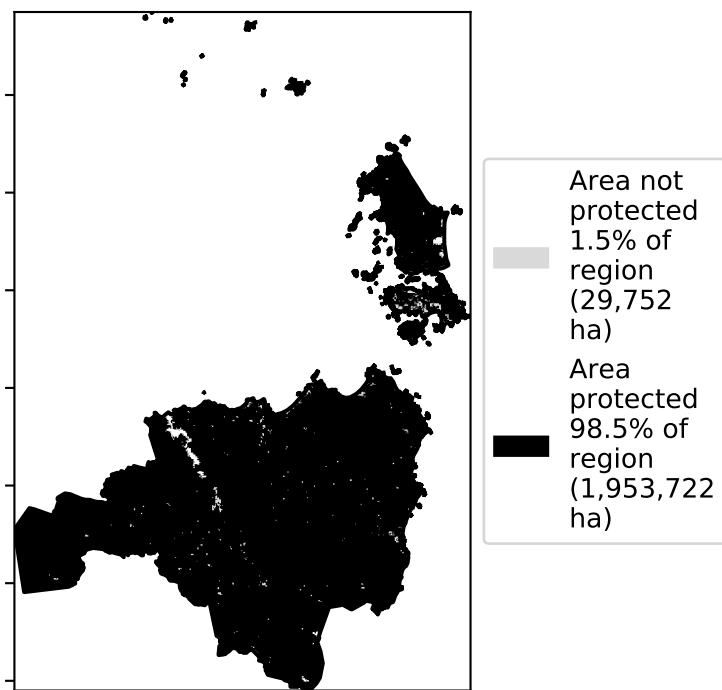 Area not
protected
1.5% of
region
(29,752
ha)
Area
protected
98.5% of
region
(1,953,722
ha)